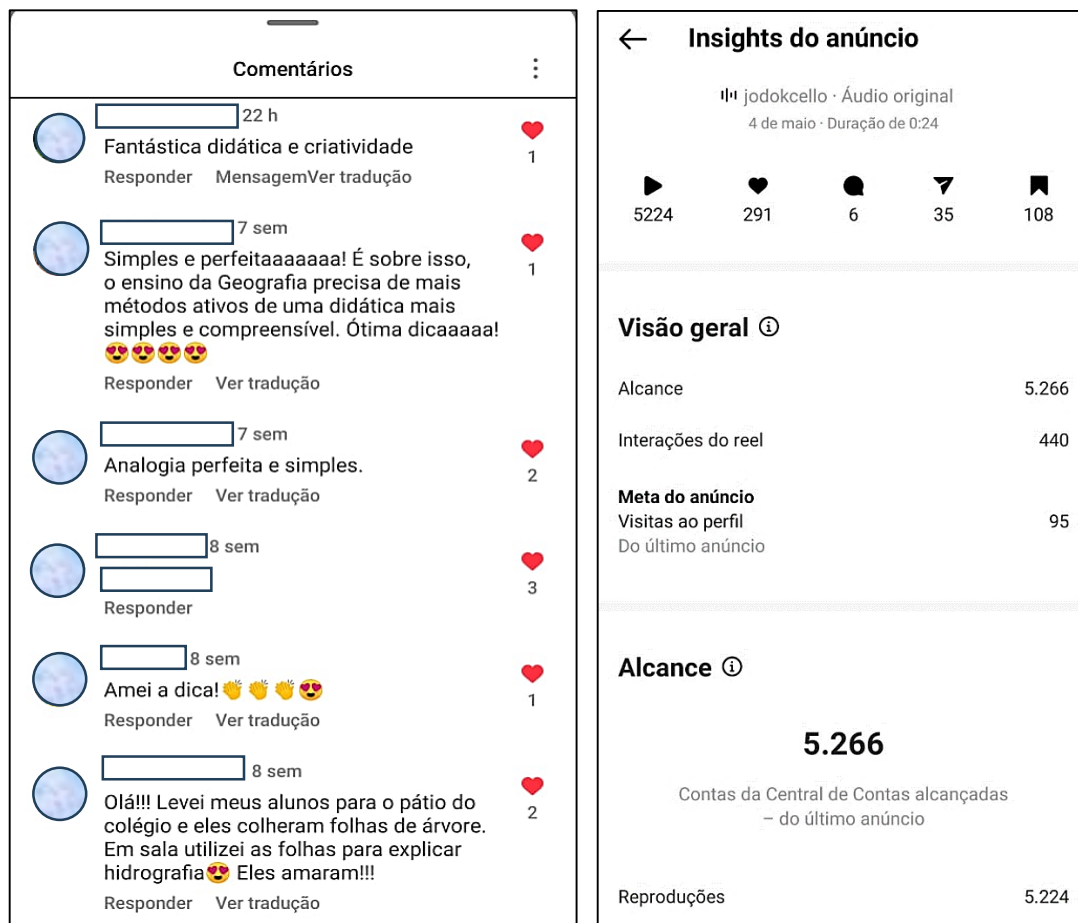 Comentários
22 h
Fantástica didática e criatividade
1
Responder MensagemVer tradução
7 sem
Simples e perfeitaaaaaaa! É sobre isso,
o ensino da Geografia precisa de mais
métodos ativos de uma didática mais
simples e compreensível. Ótima dicaaaaa!
😍😍😍😍
1
Responder Ver tradução
7 sem
Analogia perfeita e simples.
2
Responder Ver tradução
8 sem
3
Responder
8 sem
Amei a dica!👏👏👏😍
1
Responder Ver tradução
8 sem
Olá!!! Levei meus alunos para o pátio do
colégio e eles colheram folhas de árvore.
Em sala utilizei as folhas para explicar
hidrografia😍 Eles amaram!!!
2
Responder Ver tradução
Insights do anúncio
jodokcello · Áudio original
4 de maio · Duração de 0:24
5224 291 6 35 108
Visão geral
Alcance 5.266
Interações do reel 440
Meta do anúncio
Visitas ao perfil 95
Do último anúncio
Alcance
5.266
Contas da Central de Contas alcançadas
– do último anúncio
Reproduções 5.224